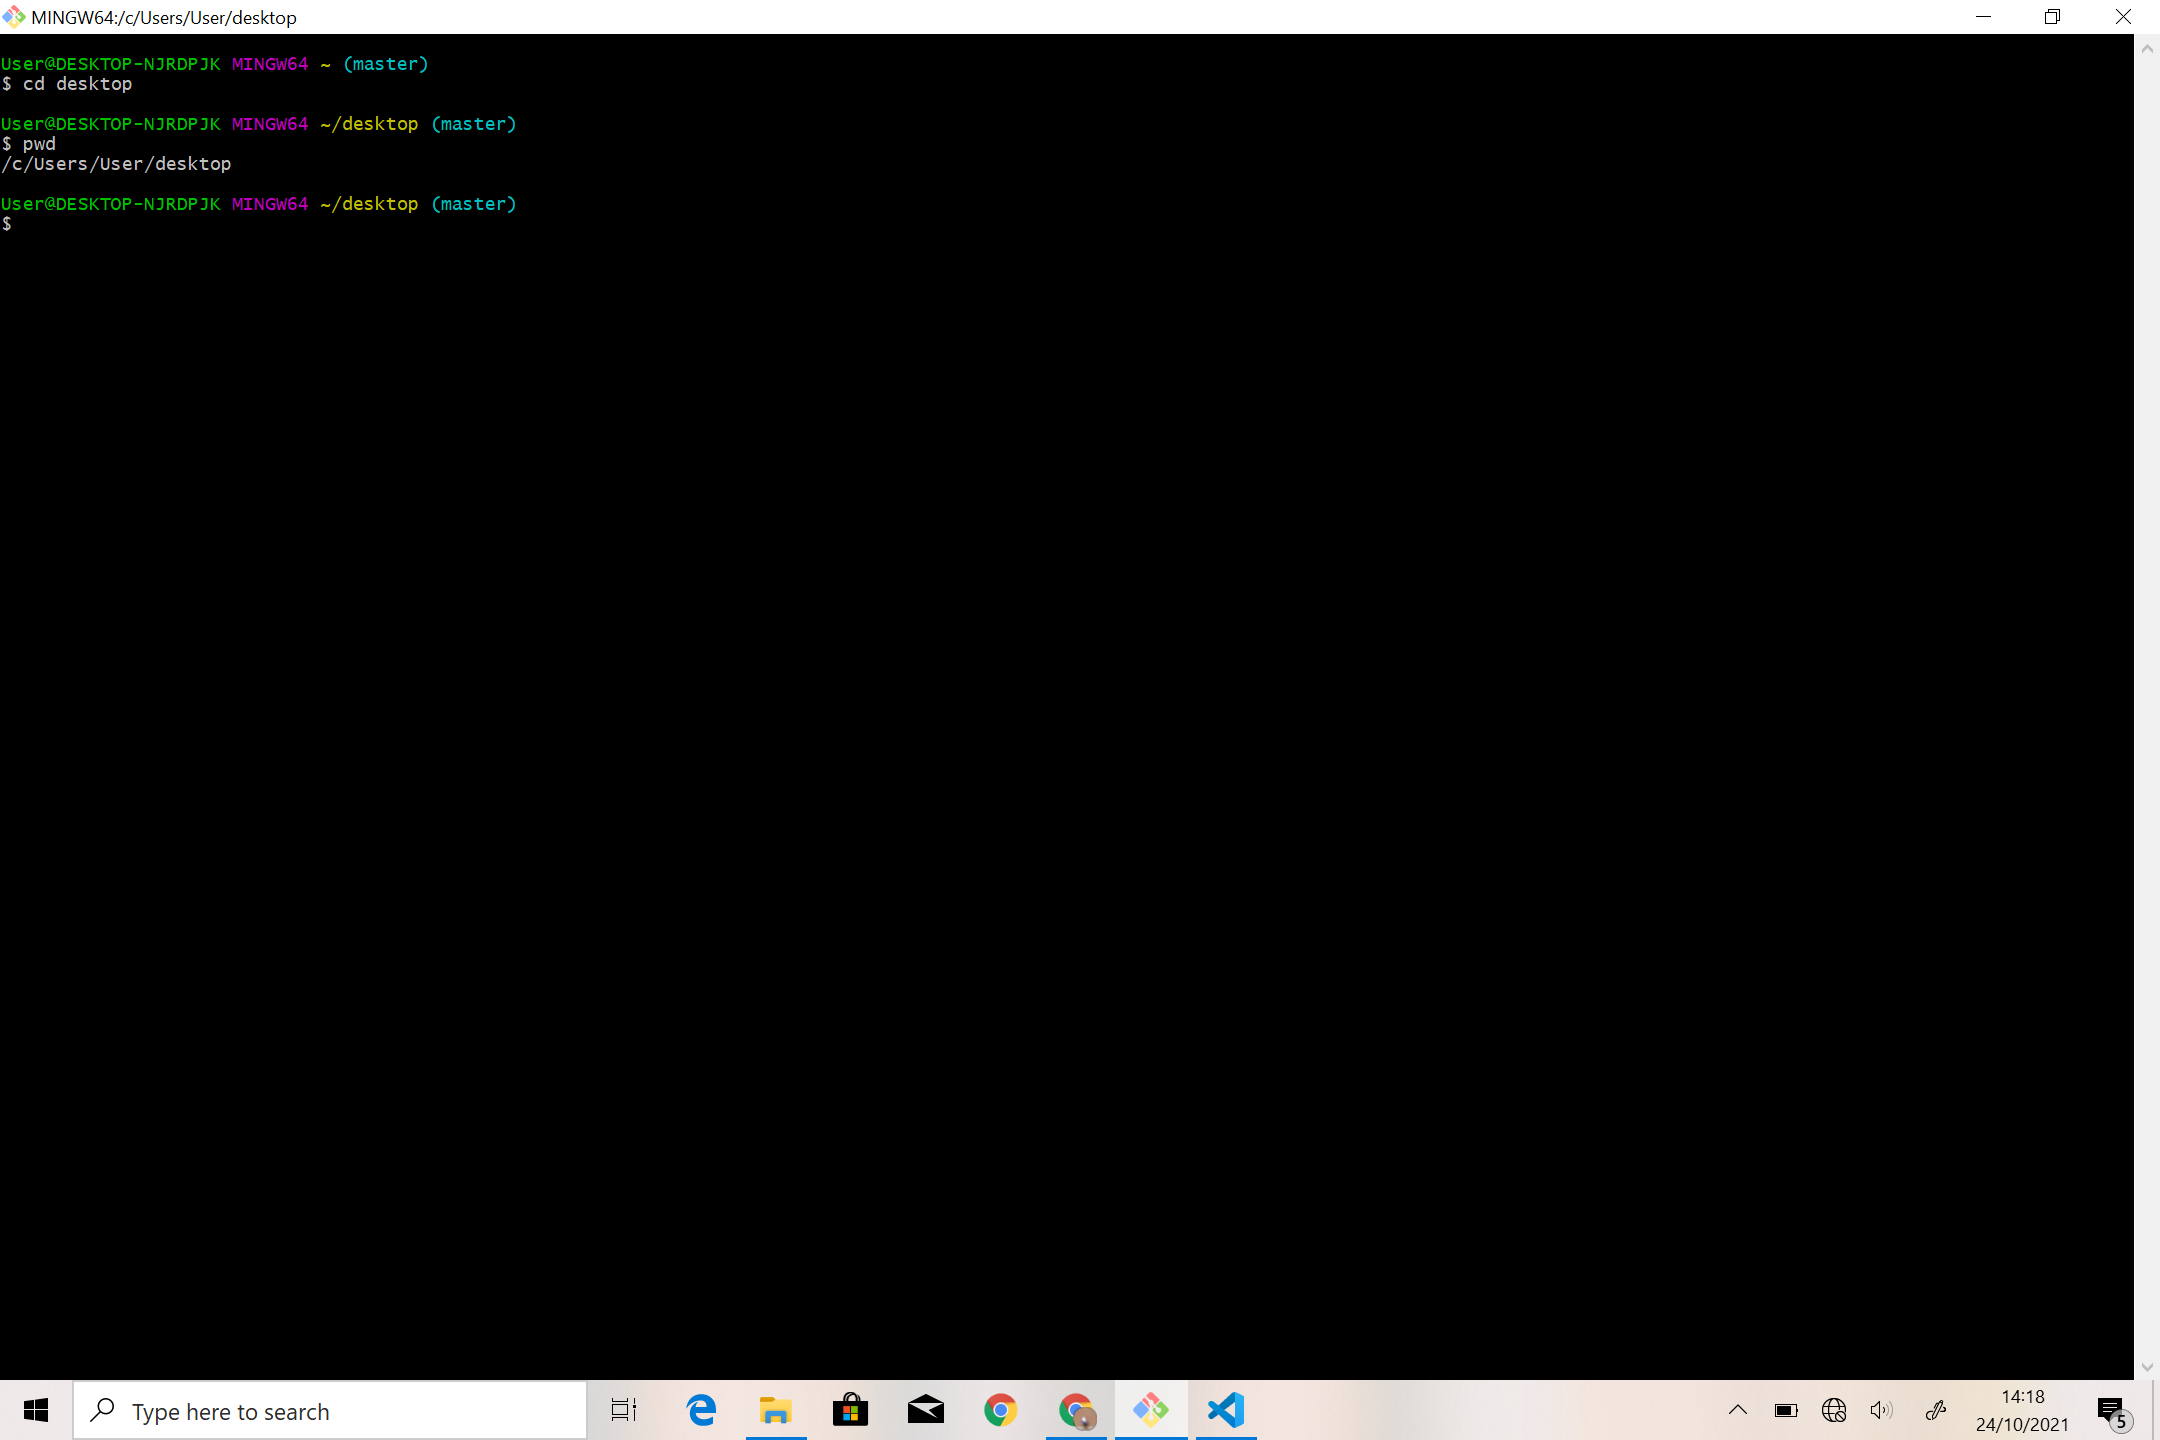 MINGW64:/c/Users/User/desktop
User@DESKTOP-NJRDPJK MINGW64 ~ (master)
$ cd desktop
User@DESKTOP-NJRDPJK MINGW64 ~/desktop (master)
$ pwd
/c/Users/User/desktop
User@DESKTOP-NJRDPJK MINGW64 ~/desktop (master)
$
Type here to search
14:18
24/10/2021
5